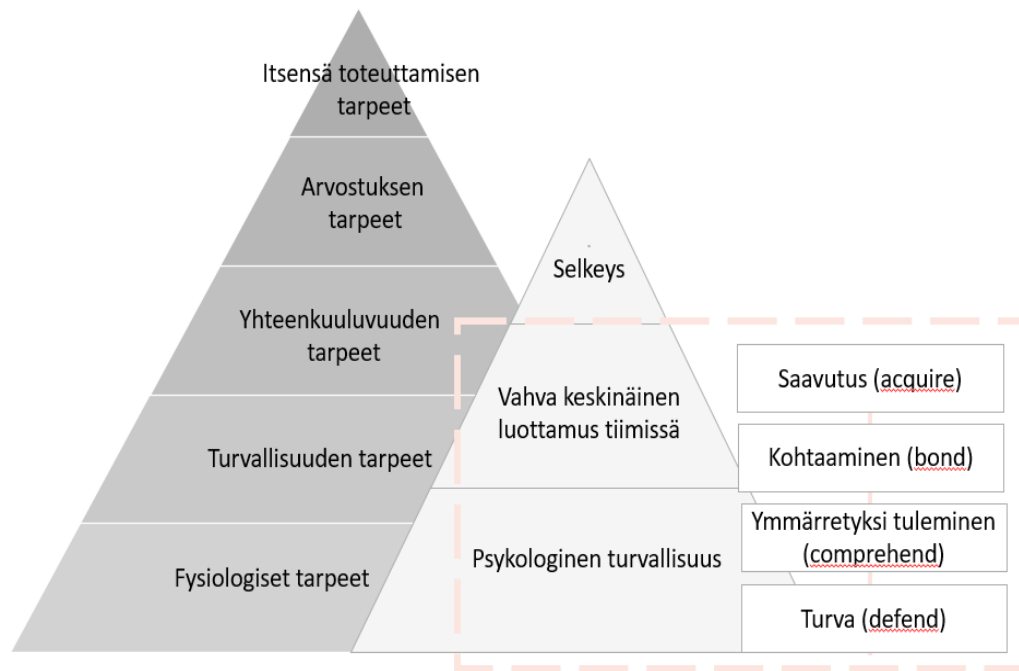 Itsensä toteuttamisen
tarpeet
Arvostuksen
tarpeet
Yhteenkuuluvuuden
tarpeet
Turvallisuuden tarpeet
Fysiologiset tarpeet
Selkeys
Vahva keskinäinen
luottamus tiimissä
Psykologinen turvallisuus
Saavutus (acquire)
Kohtaaminen (bond)
Ymmärretyksi tuleminen
(comprehend)
Turva (defend)